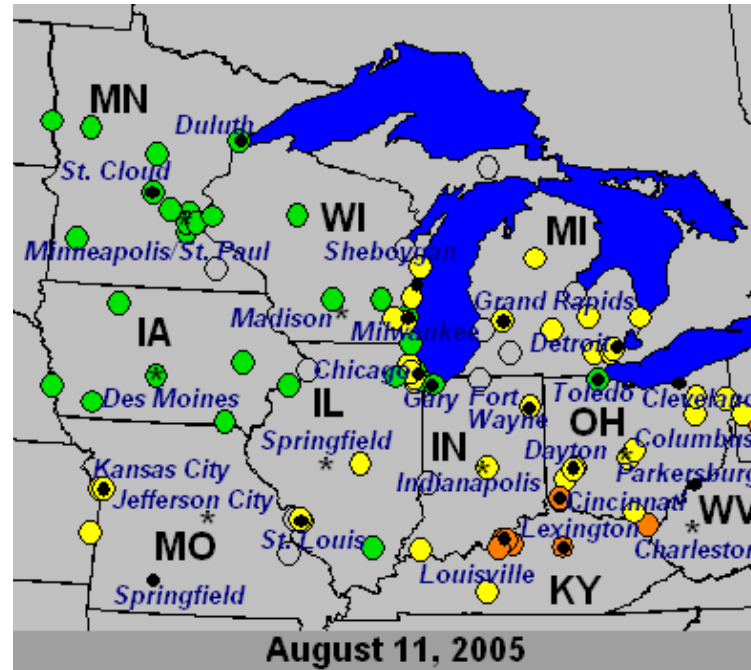 MN
Duluth
St. Cloud
WI
Minneapolis/St. Paul
Sheboygan
MI
Grand Rapids
Madison
Milwaukee
IA
Detroit
Chicago
Des Moines
Gary
Fort
Wayne
Toledo
Cleveland
IL
OH
Springfield
IN
Columbus
Dayton
Kansas City
Indianapolis
Parkersburg
Jefferson City
Cincinnati
WV
Lexington
St. Louis
Charleston
MO
Louisville
Springfield
KY
August 11, 2005